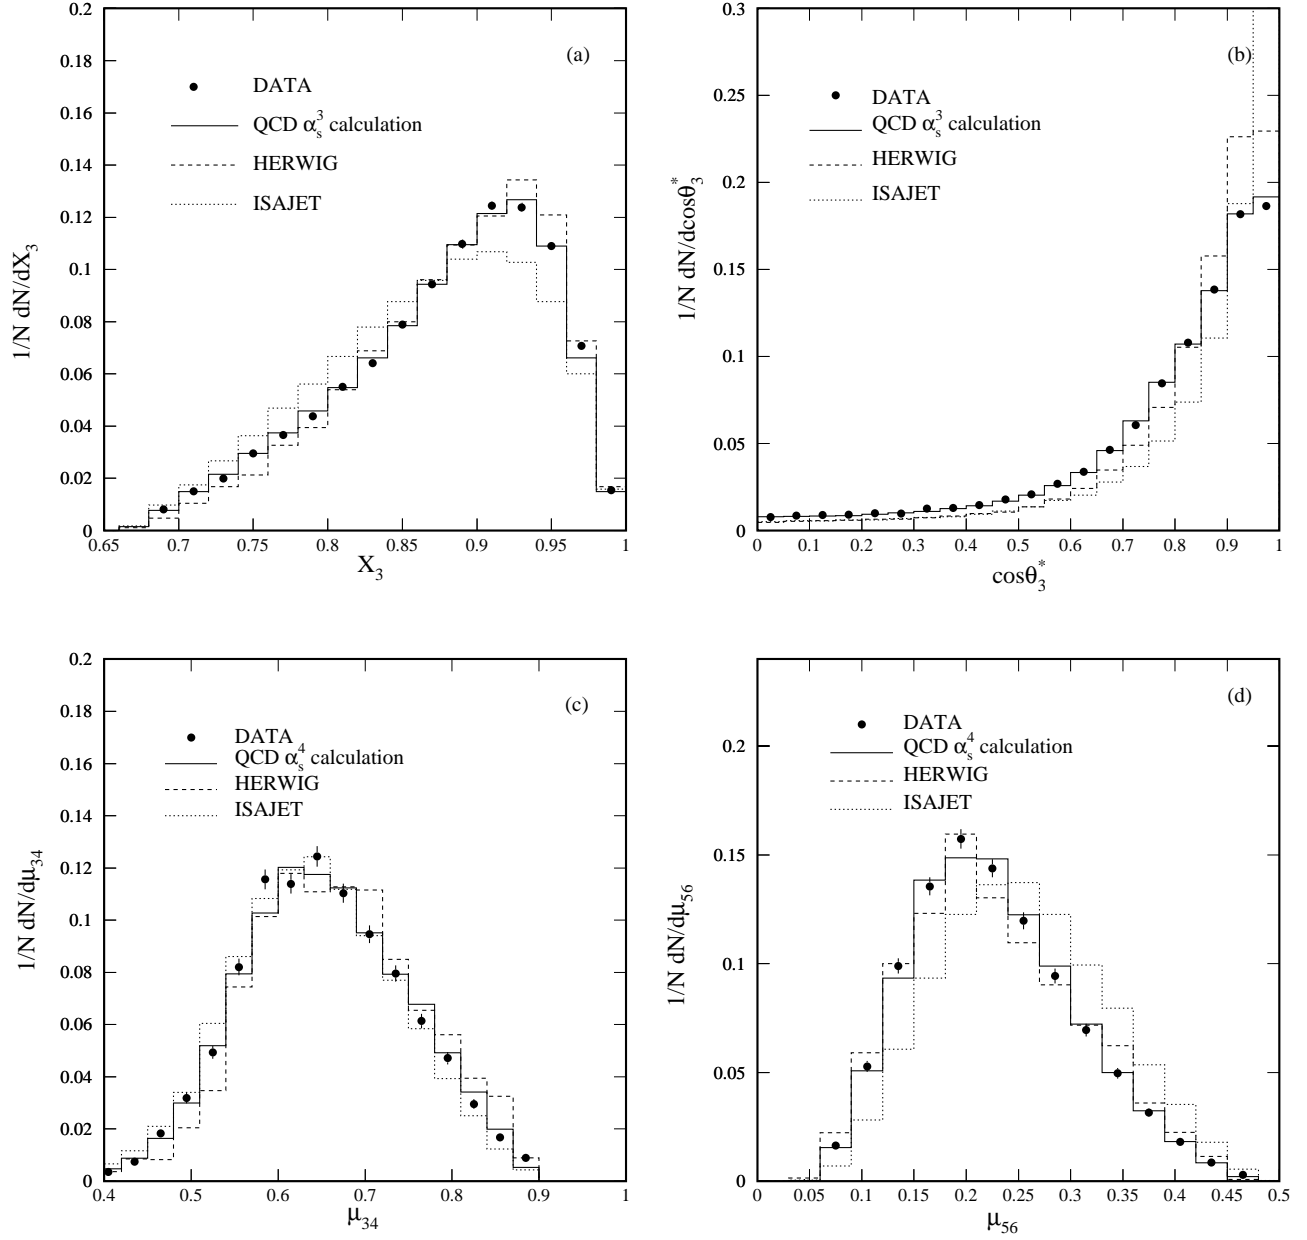 (a)
DATA
QCD α_s^3 calculation
HERWIG
ISAJET
1/N dN/dX_3
0.2
0.18
0.16
0.14
0.12
0.1
0.08
0.06
0.04
0.02
0
0.65 0.7 0.75 0.8 0.85 0.9 0.95 1
X_3
(b)
DATA
QCD α_s^3 calculation
HERWIG
ISAJET
1/N dN/dcosθ_3^*
0.3
0.25
0.2
0.15
0.1
0.05
0
0 0.1 0.2 0.3 0.4 0.5 0.6 0.7 0.8 0.9 1
cosθ_3^*
(c)
DATA
QCD α_s^4 calculation
HERWIG
ISAJET
1/N dN/dμ_34
0.2
0.18
0.16
0.14
0.12
0.1
0.08
0.06
0.04
0.02
0
0.4 0.5 0.6 0.7 0.8 0.9 1
μ_34
(d)
DATA
QCD α_s^4 calculation
HERWIG
ISAJET
1/N dN/dμ_56
0.2
0.15
0.1
0.05
0
0 0.05 0.1 0.15 0.2 0.25 0.3 0.35 0.4 0.45 0.5
μ_56